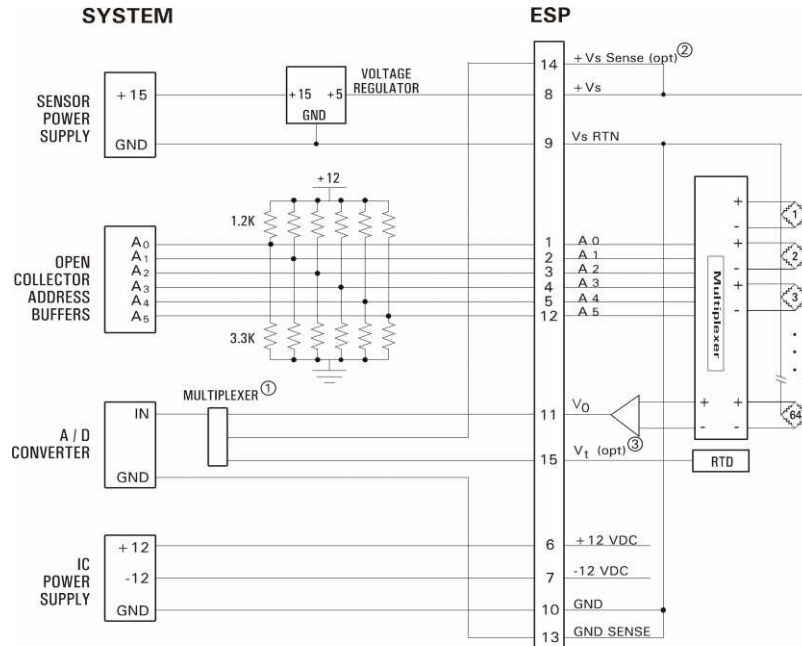 SYSTEM
ESP
SENSOR
POWER
SUPPLY
+15
GND
+15 +5
GND
VOLTAGE
REGULATOR
14 +Vs Sense (opt) ②
8 +Vs
9 Vs RTN
+12
1.2K
3.3K
OPEN
COLLECTOR
ADDRESS
BUFFERS
A0
A1
A2
A3
A4
A5
1 A 0
2 A 1
3 A 2
4 A 3
5 A 4
12 A 5
Multiplexer
+
- 1
+
- 2
+
- 3
+ + 64
- -
A / D
CONVERTER
IN
GND
MULTIPLEXER ①
11 V0
③
15 Vt (opt)
RTD
IC
POWER
SUPPLY
+12
-12
GND
6 +12 VDC
7 -12 VDC
10 GND
13 GND SENSE